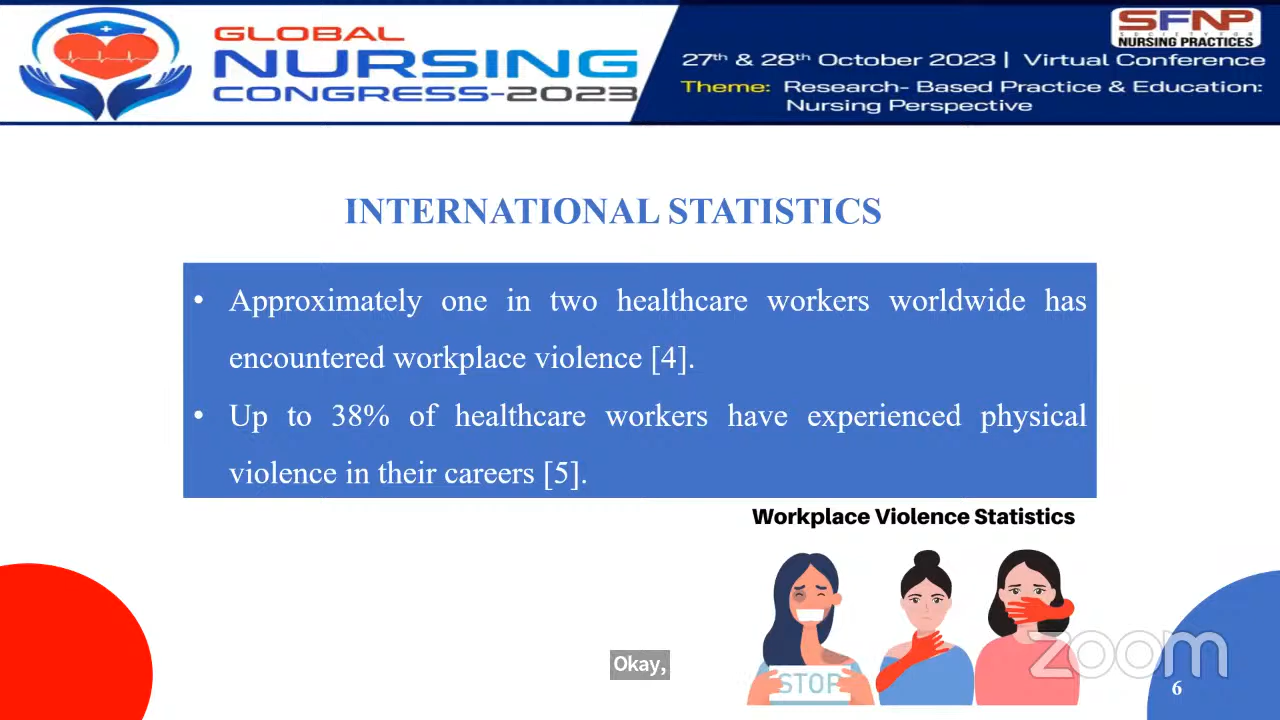 GLOBAL
NURSING
CONGRESS-2023
SFNP
SOCIETY FOR
NURSING PRACTICES
27th & 28th October 2023 | Virtual Conference
Theme: Research- Based Practice & Education:
Nursing Perspective
INTERNATIONAL STATISTICS
• Approximately one in two healthcare workers worldwide has
encountered workplace violence [4].
• Up to 38% of healthcare workers have experienced physical
violence in their careers [5].
Workplace Violence Statistics
STOP
Okay,
zoom
6